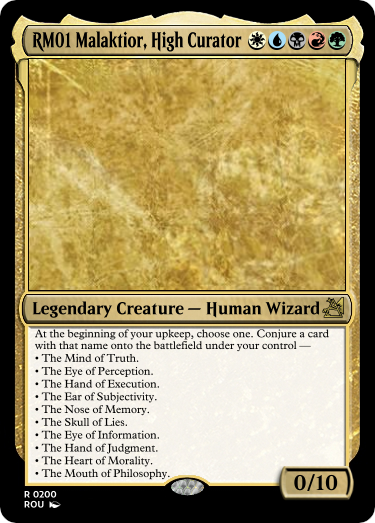 RM01 Malaktior, High Curator
Legendary Creature — Human Wizard
At the beginning of your upkeep, choose one. Conjure a card
with that name onto the battlefield under your control —
• The Mind of Truth.
• The Eye of Perception.
• The Hand of Execution.
• The Ear of Subjectivity.
• The Nose of Memory.
• The Skull of Lies.
• The Eye of Information.
• The Hand of Judgment.
• The Heart of Morality.
• The Mouth of Philosophy.
0/10
R 0200
ROU